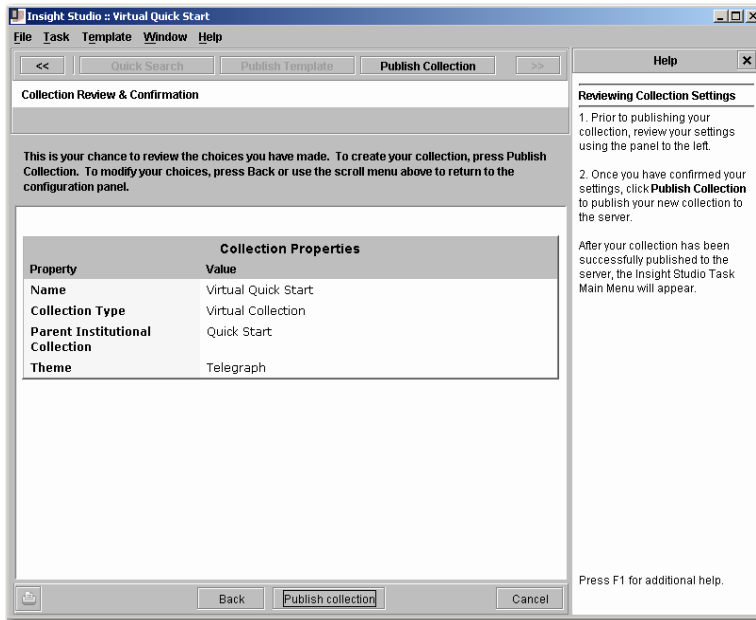 Insight Studio :: Virtual Quick Start
File Task Template Window Help
<< Quick Search Publish Template Publish Collection >>
Collection Review & Confirmation
This is your chance to review the choices you have made. To create your collection, press Publish
Collection. To modify your choices, press Back or use the scroll menu above to return to the
configuration panel.
Collection Properties
Property Value
Name Virtual Quick Start
Collection Type Virtual Collection
Parent Institutional Quick Start
Collection
Theme Telegraph
Back Publish collection Cancel
Help
Reviewing Collection Settings
1. Prior to publishing your
collection, review your settings
using the panel to the left.
2. Once you have confirmed your
settings, click Publish Collection
to publish your new collection to
the server.
After your collection has been
successfully published to the
server, the Insight Studio Task
Main Menu will appear.
Press F1 for additional help.